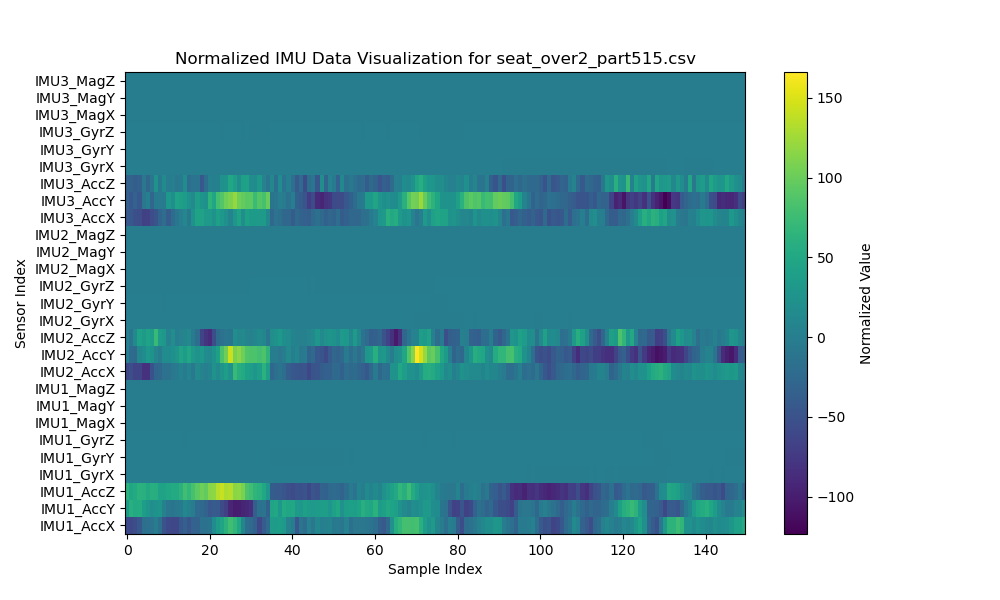 Normalized IMU Data Visualization for seat_over2_part515.csv
IMU3_MagZ
IMU3_MagY
IMU3_MagX
IMU3_GyrZ
IMU3_GyrY
IMU3_GyrX
IMU3_AccZ
IMU3_AccY
IMU3_AccX
IMU2_MagZ
IMU2_MagY
IMU2_MagX
IMU2_GyrZ
IMU2_GyrY
IMU2_GyrX
IMU2_AccZ
IMU2_AccY
IMU2_AccX
IMU1_MagZ
IMU1_MagY
IMU1_MagX
IMU1_GyrZ
IMU1_GyrY
IMU1_GyrX
IMU1_AccZ
IMU1_AccY
IMU1_AccX
Sensor Index
0 20 40 60 80 100 120 140
Sample Index
150
100
50
0
−50
−100
Normalized Value